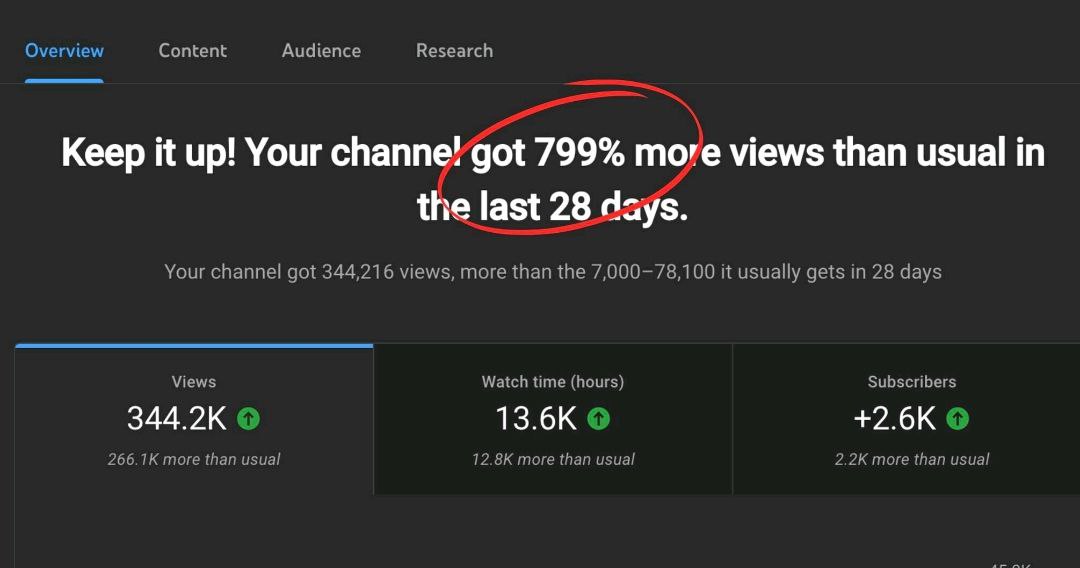 Overview Content Audience Research
Keep it up! Your channel got 799% more views than usual in
the last 28 days.
Your channel got 344,216 views, more than the 7,000–78,100 it usually gets in 28 days
Views
344.2K
266.1K more than usual
Watch time (hours)
13.6K
12.8K more than usual
Subscribers
+2.6K
2.2K more than usual